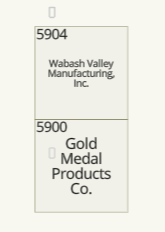 5904
Wabash Valley
Manufacturing,
Inc.
5900
Gold
Medal
Products
Co.